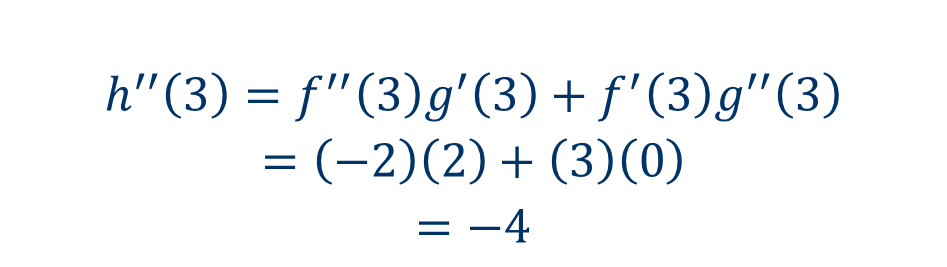 h′′(3) = f′′(3)g′(3) + f′(3)g′′(3)
= (−2)(2) + (3)(0)
= −4